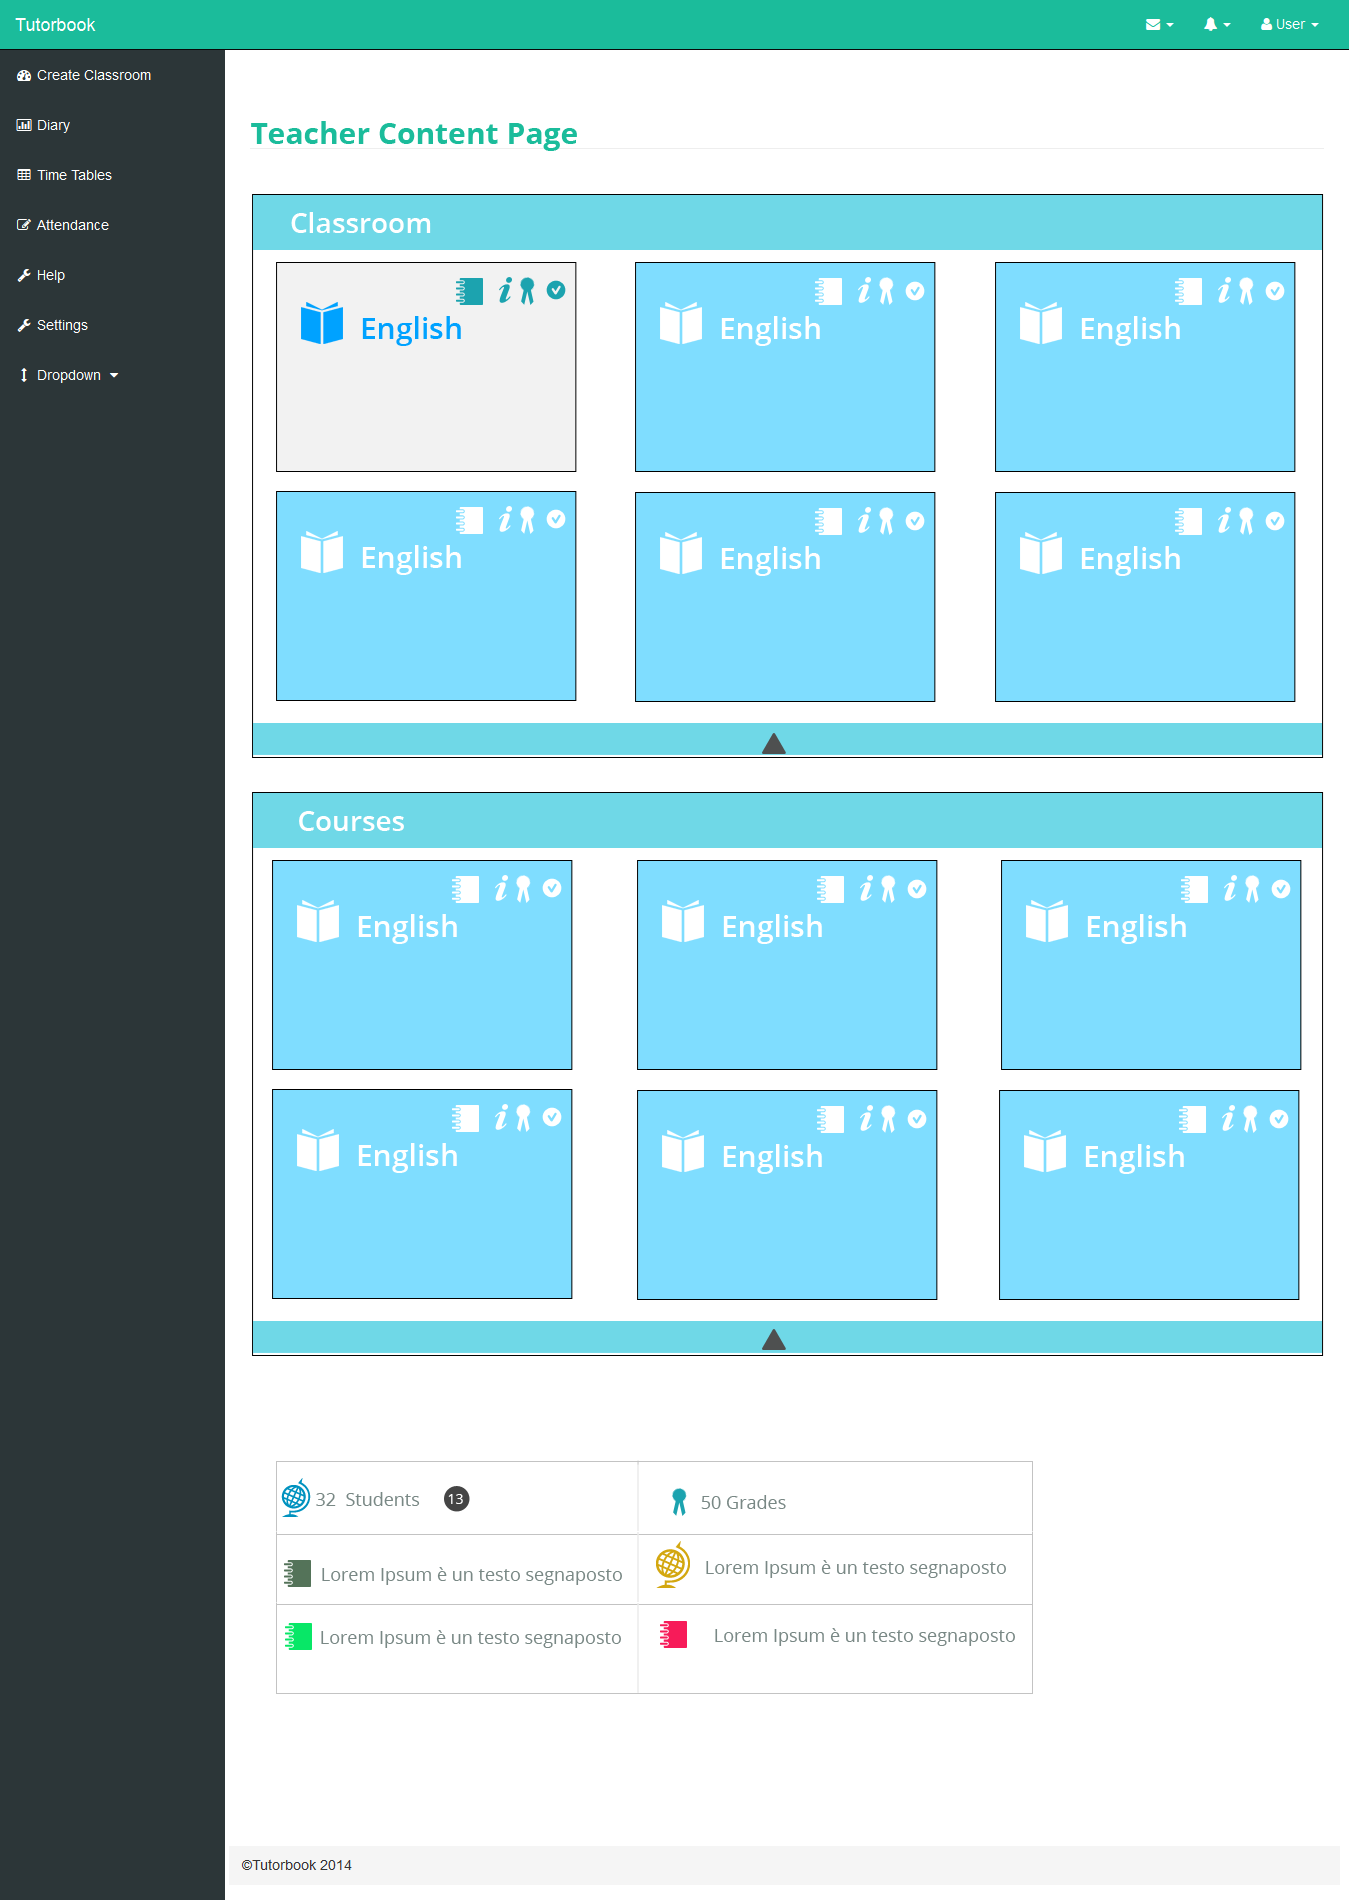 Tutorbook
User
Create Classroom
Diary
Time Tables
Attendance
Help
Settings
Dropdown
Teacher Content Page
Classroom
English
English
English
English
English
English
Courses
English
English
English
English
English
English
32 Students 13
50 Grades
Lorem Ipsum è un testo segnaposto
Lorem Ipsum è un testo segnaposto
Lorem Ipsum è un testo segnaposto
Lorem Ipsum è un testo segnaposto
©Tutorbook 2014